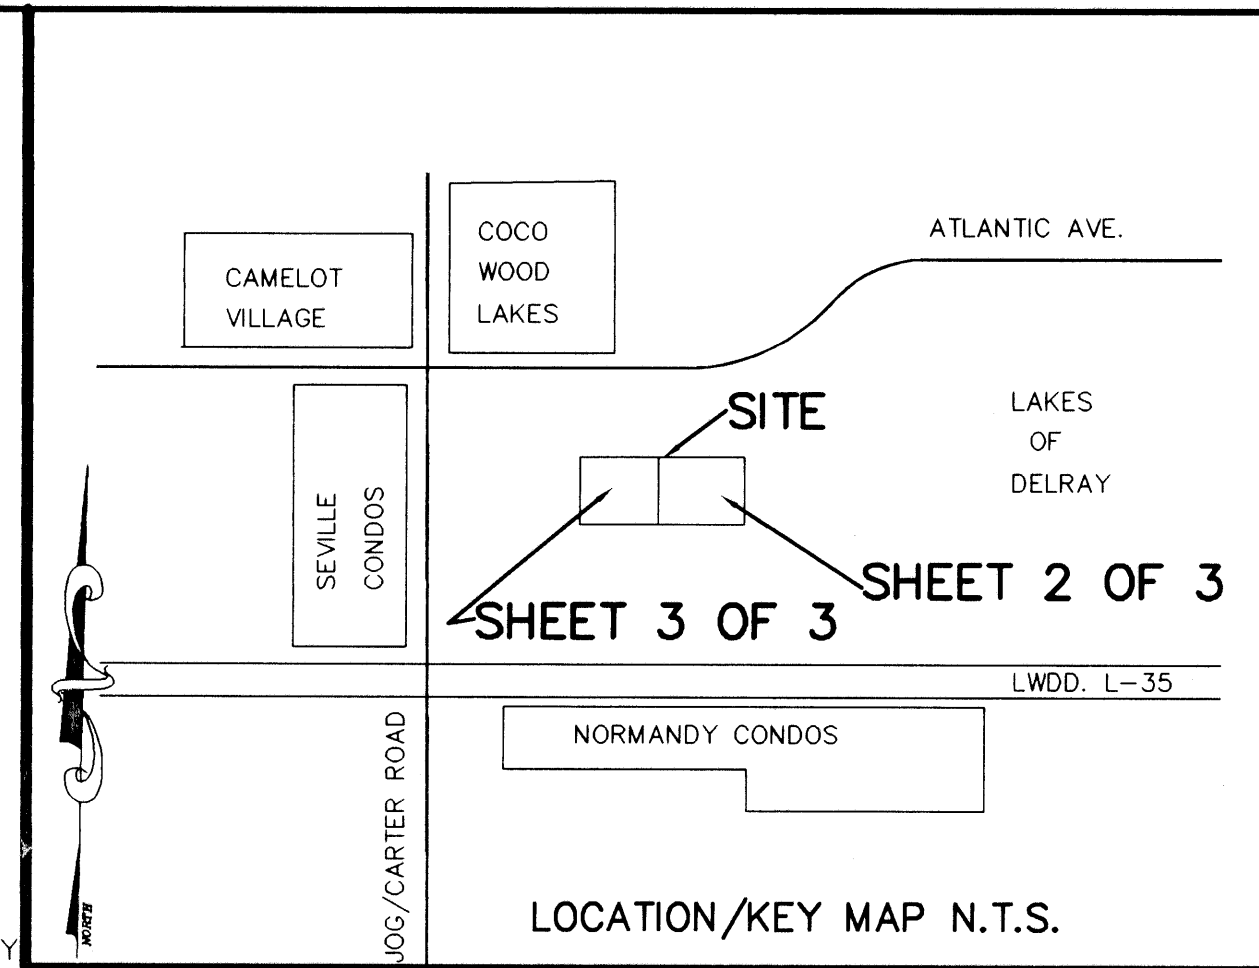 ATLANTIC AVE.
COCO
WOOD
LAKES
CAMELOT
VILLAGE
SITE
LAKES
OF
DELRAY
SEVILLE
CONDOS
SHEET 2 OF 3
SHEET 3 OF 3
LWDD. L-35
NORMANDY CONDOS
JOG/CARTER ROAD
NORTH
LOCATION/KEY MAP N.T.S.
Y